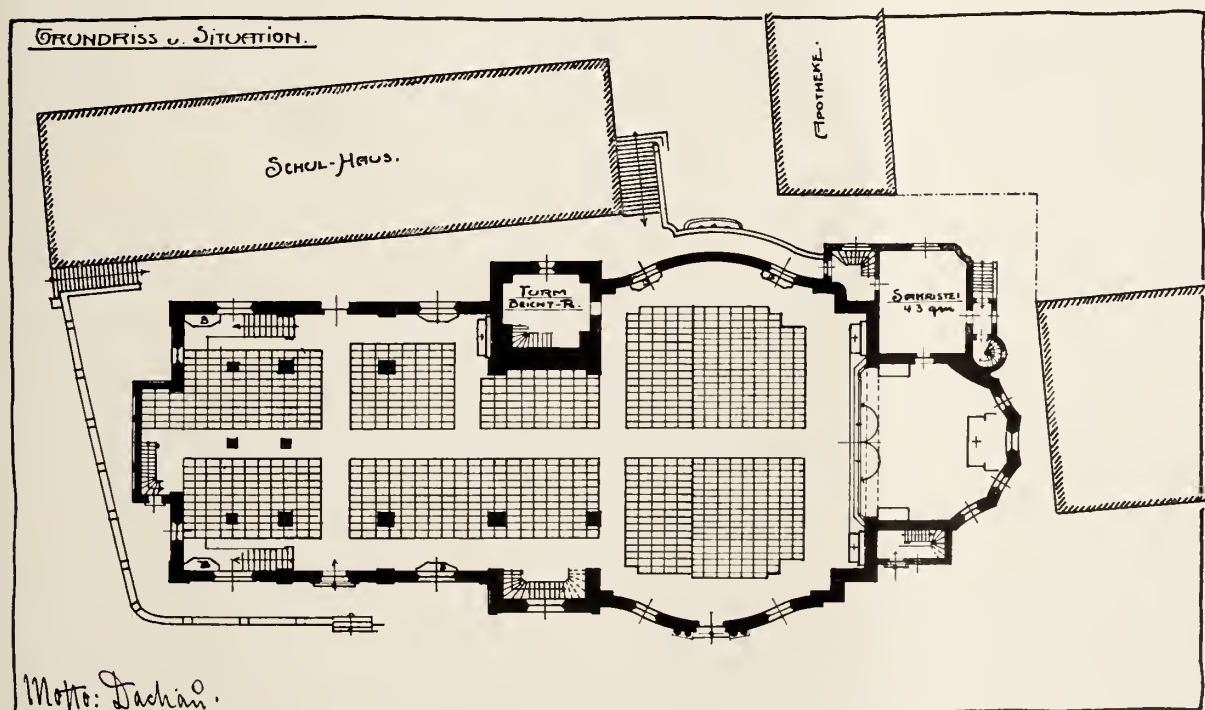 GRUNDRISS u. SITUATION.
APOTHEKE.
SCHUL-HAUS.
TURM
BEICHT-R.
SAKRISTEI
43 qm
B
B
B
Motto: Dachau.